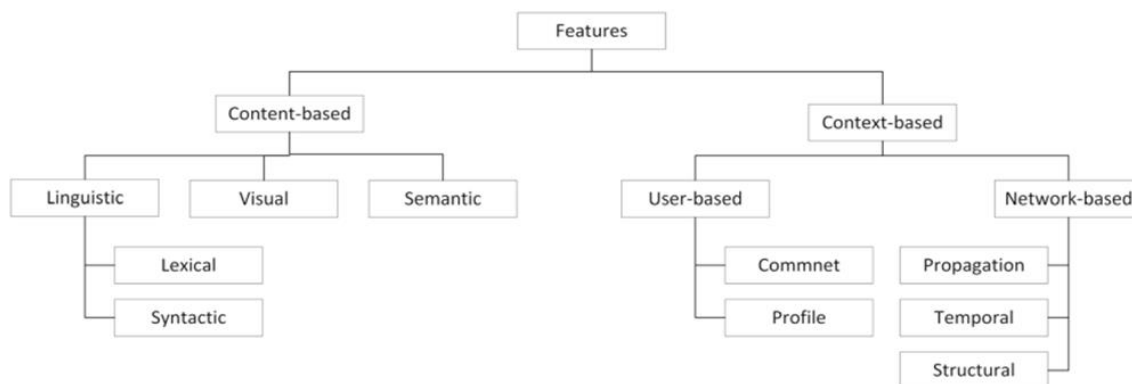 Features
Content-based
Context-based
Linguistic
Visual
Semantic
User-based
Network-based
Lexical
Commnet
Propagation
Syntactic
Profile
Temporal
Structural